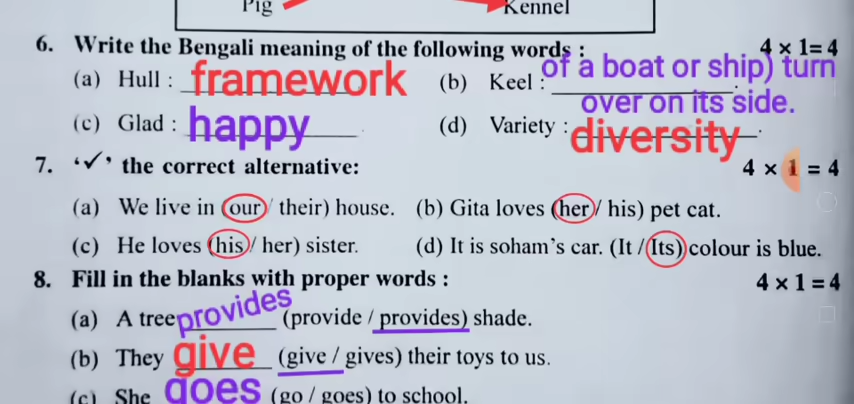 Pig Kennel
6. Write the Bengali meaning of the following words : 4 × 1= 4
(a) Hull : framework (b) Keel : of a boat or ship) turn over on its side.
(c) Glad : happy (d) Variety : diversity
7. ‘✓’ the correct alternative: 4 × 1 = 4
(a) We live in (our/ their) house. (b) Gita loves (her/ his) pet cat.
(c) He loves (his/ her) sister. (d) It is soham’s car. (It / Its) colour is blue.
8. Fill in the blanks with proper words : 4 × 1 = 4
(a) A tree provides (provide / provides) shade.
(b) They give (give / gives) their toys to us.
(c) She goes (go / goes) to school.